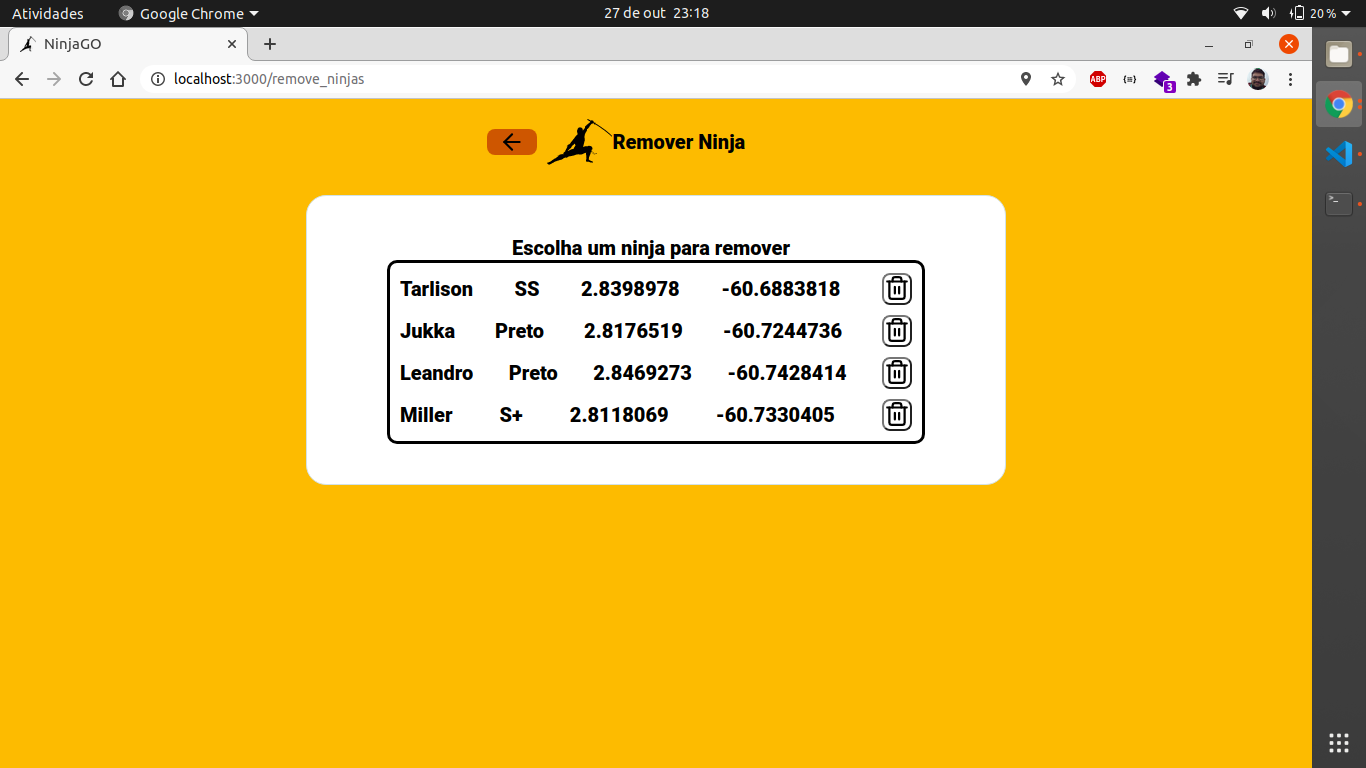 Atividades Google Chrome 27 de out 23:18 20 %
NinjaGO
localhost:3000/remove_ninjas
ABP
3
Remover Ninja
Escolha um ninja para remover
Tarlison SS 2.8398978 -60.6883818
Jukka Preto 2.8176519 -60.7244736
Leandro Preto 2.8469273 -60.7428414
Miller S+ 2.8118069 -60.7330405